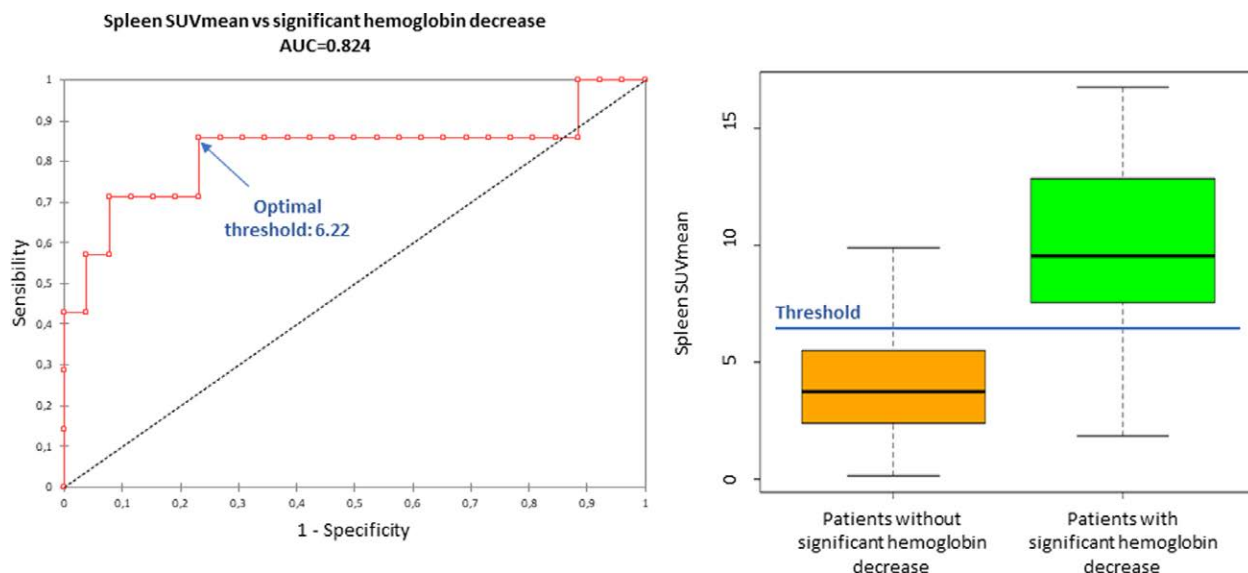 Spleen SUVmean vs significant hemoglobin decrease
AUC=0.824
1
0,9
0,8
0,7
0,6
0,5
0,4
0,3
0,2
0,1
0
Sensibility
Optimal
threshold: 6.22
0
0,1
0,2
0,3
0,4
0,5
0,6
0,7
0,8
0,9
1
1 - Specificity
Spleen SUVmean
15
10
5
0
Threshold
Patients without
significant hemoglobin
decrease
Patients with
significant hemoglobin
decrease